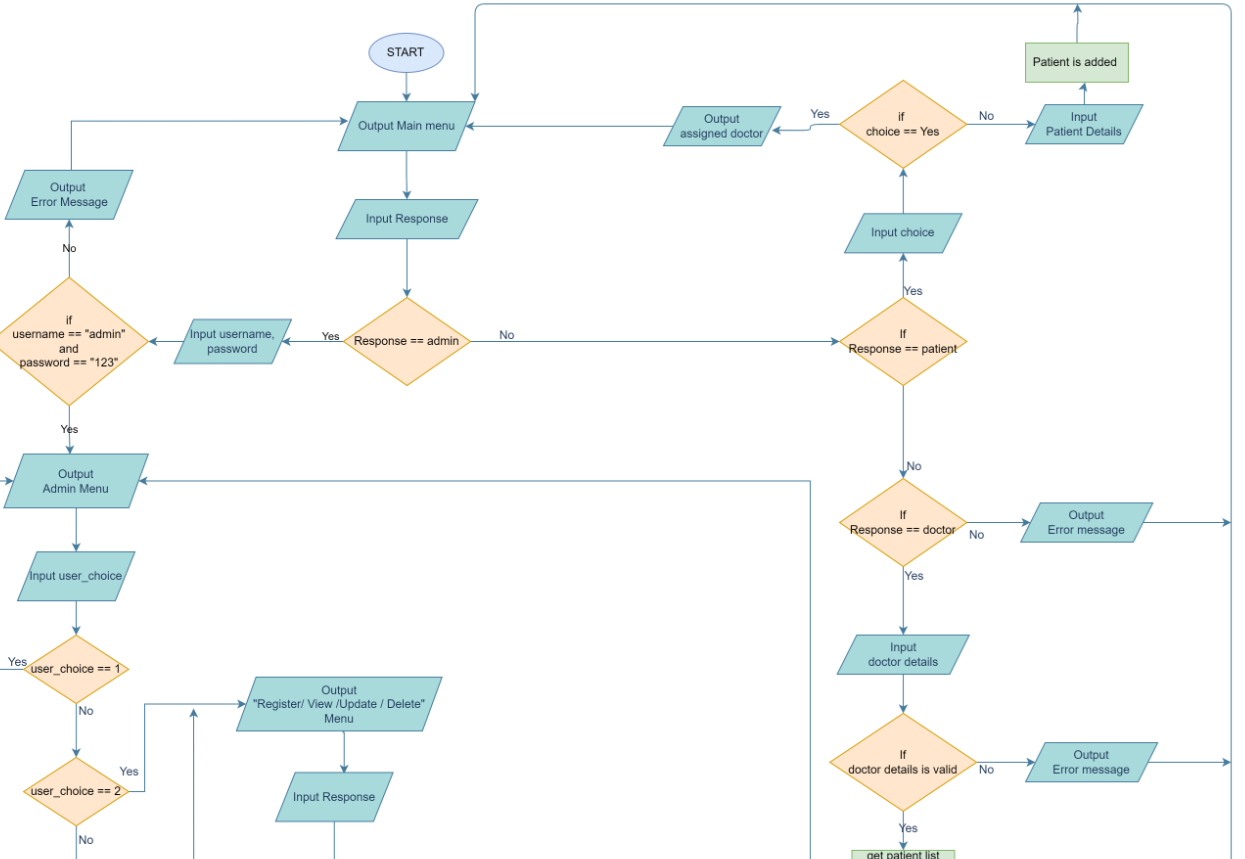 START
Patient is added
Output Main menu
Output
assigned doctor
Yes
if
choice == Yes
No
Input
Patient Details
Output
Error Message
Input Response
Input choice
No
Yes
if
username == "admin"
and
password == "123"
Input username,
password
Yes
Response == admin
No
If
Response == patient
Yes
No
Output
Admin Menu
If
Response == doctor
No
Output
Error message
Input user_choice
Yes
Input
doctor details
Yes
user_choice == 1
No
Output
"Register/ View /Update / Delete"
Menu
If
doctor details is valid
No
Output
Error message
Yes
user_choice == 2
Input Response
No
Yes
get patient list